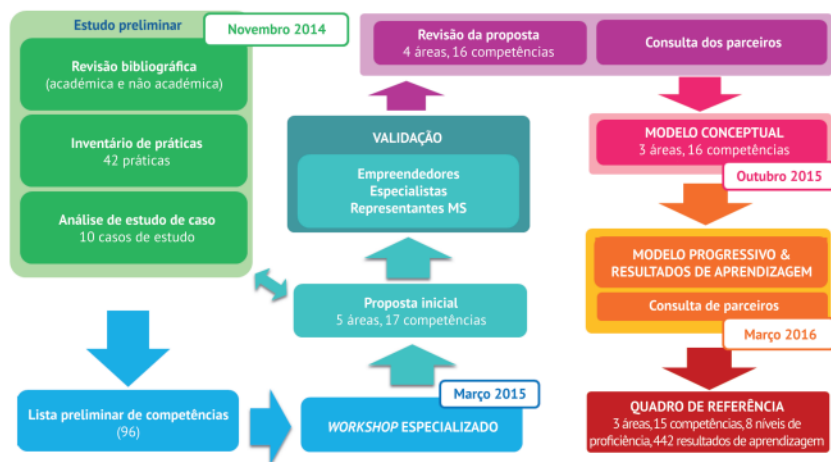 Estudo preliminar
Novembro 2014
Revisão bibliográfica
(académica e não académica)
Inventário de práticas
42 práticas
Análise de estudo de caso
10 casos de estudo
Lista preliminar de competências
(96)
WORKSHOP ESPECIALIZADO
Março 2015
Proposta inicial
5 áreas, 17 competências
VALIDAÇÃO
Empreendedores
Especialistas
Representantes MS
Revisão da proposta
4 áreas, 16 competências
Consulta dos parceiros
MODELO CONCEPTUAL
3 áreas, 16 competências
Outubro 2015
MODELO PROGRESSIVO &
RESULTADOS DE APRENDIZAGEM
Consulta de parceiros
Março 2016
QUADRO DE REFERÊNCIA
3 áreas, 15 competências, 8 níveis de
proficiência, 442 resultados de aprendizagem